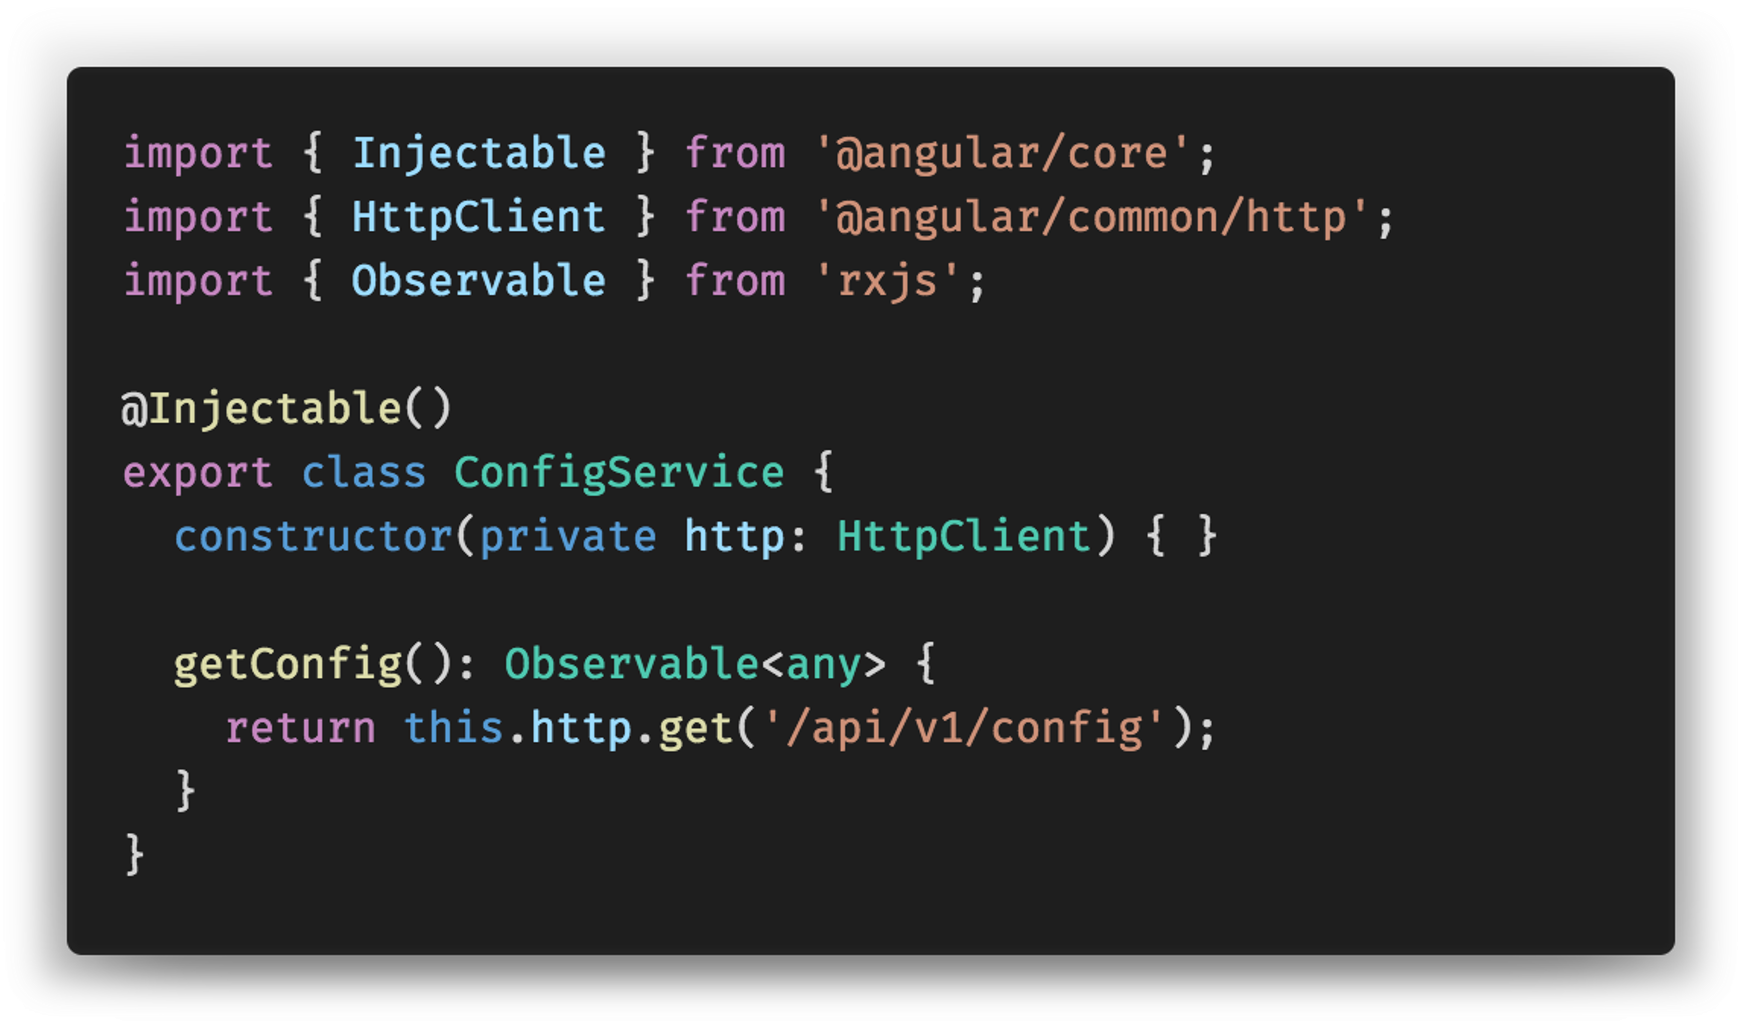 import { Injectable } from '@angular/core';
import { HttpClient } from '@angular/common/http';
import { Observable } from 'rxjs';

@Injectable()
export class ConfigService {
  constructor(private http: HttpClient) { }

  getConfig(): Observable<any> {
    return this.http.get('/api/v1/config');
  }
}